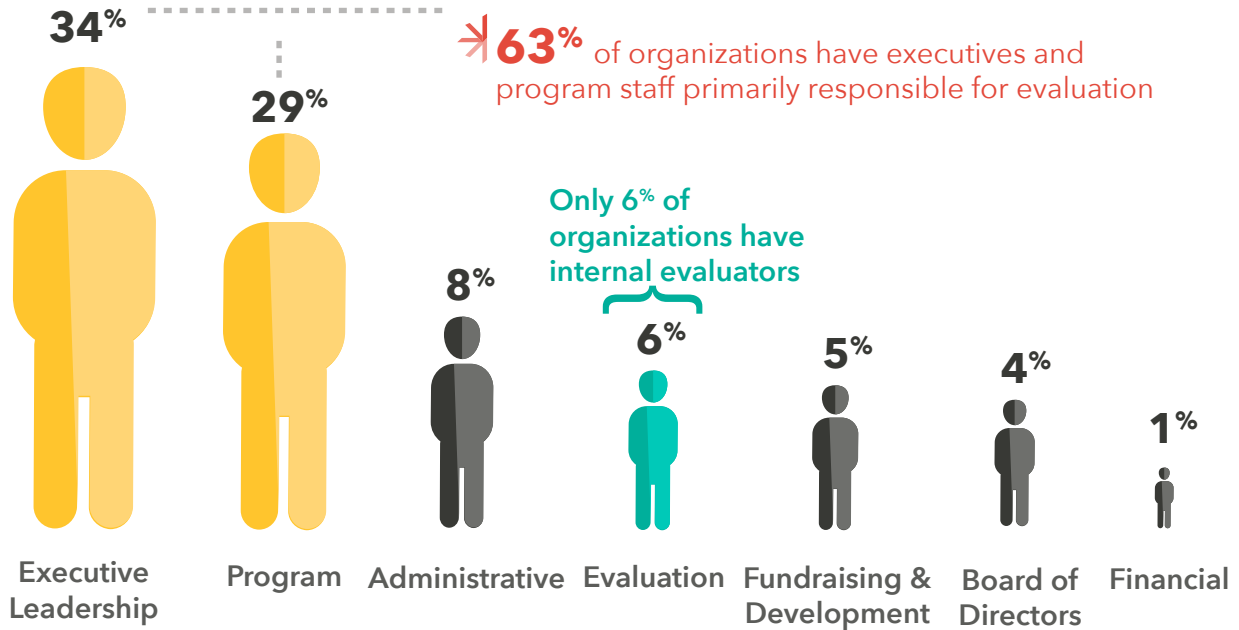 34%
63% of organizations have executives and
program staff primarily responsible for evaluation
29%
Only 6% of
organizations have
internal evaluators
8%
6%
5%
4%
1%
Executive
Leadership
Program
Administrative
Evaluation
Fundraising &
Development
Board of
Directors
Financial